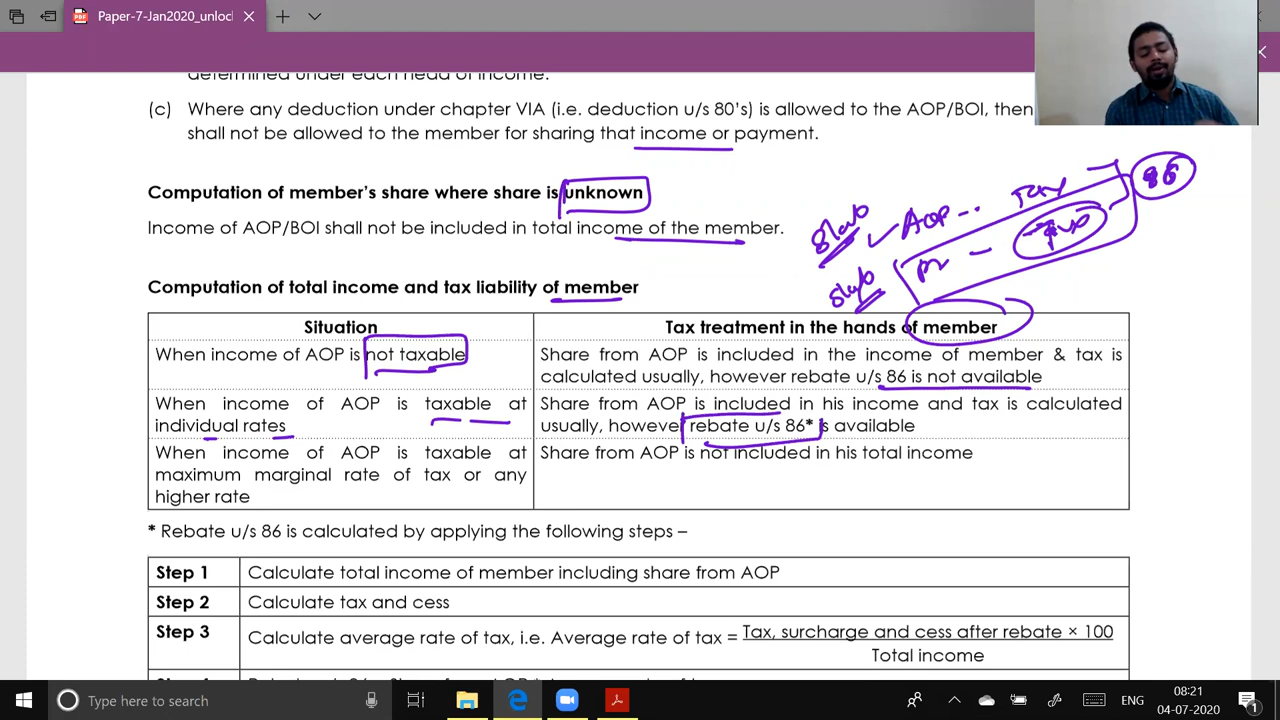 Paper-7-Jan2020_unloc
determined under each head of income.
(c) Where any deduction under chapter VIA (i.e. deduction u/s 80's) is allowed to the AOP/BOI, then
shall not be allowed to the member for sharing that income or payment.
Computation of member's share where share is unknown
Income of AOP/BOI shall not be included in total income of the member.
Tax
86
Slab
AOP
Slab
Computation of total income and tax liability of member
Situation
Tax treatment in the hands of member
When income of AOP is not taxable
Share from AOP is included in the income of member & tax is
calculated usually, however rebate u/s 86 is not available
When income of AOP is taxable at
individual rates
Share from AOP is included in his income and tax is calculated
usually, however rebate u/s 86* is available
When income of AOP is taxable at
maximum marginal rate of tax or any
higher rate
Share from AOP is not included in his total income
* Rebate u/s 86 is calculated by applying the following steps –
Step 1 Calculate total income of member including share from AOP
Step 2 Calculate tax and cess
Step 3 Calculate average rate of tax, i.e. Average rate of tax = Tax, surcharge and cess after rebate × 100
Total income
Type here to search
ENG
08:21
04-07-2020
1